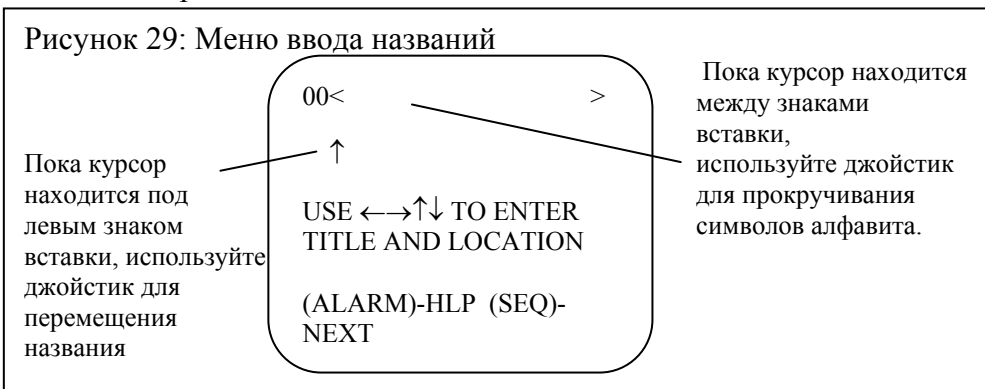 Рисунок 29: Меню ввода названий
00< >
↑
USE ←→↑↓ TO ENTER
TITLE AND LOCATION
(ALARM)-HLP (SEQ)-
NEXT
Пока курсор
находится под
левым знаком
вставки, используйте
джойстик для
перемещения
названия
Пока курсор находится
между знаками
вставки,
используйте джойстик
для прокручивания
символов алфавита.